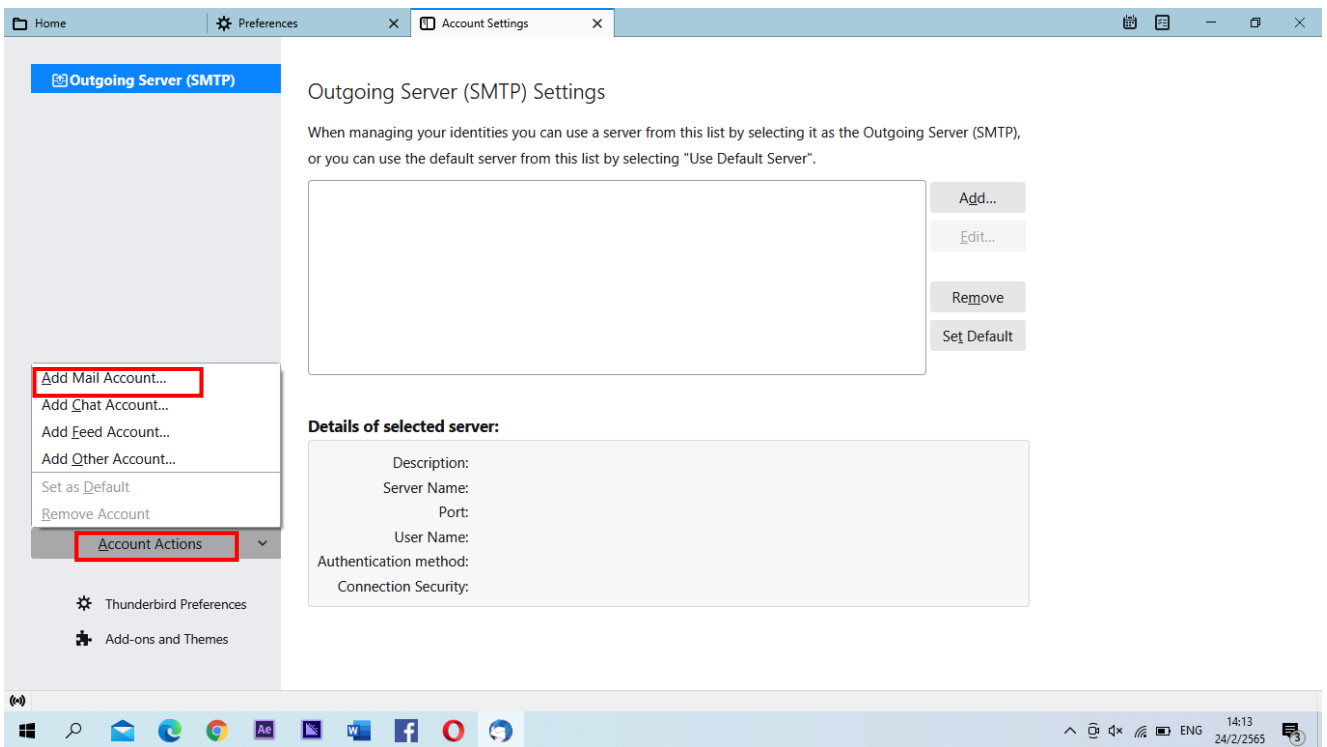 Home
Preferences
Account Settings
Outgoing Server (SMTP)
Outgoing Server (SMTP) Settings
When managing your identities you can use a server from this list by selecting it as the Outgoing Server (SMTP),
or you can use the default server from this list by selecting "Use Default Server".
Add...
Edit...
Remove
Set Default
Add Mail Account...
Add Chat Account...
Add Feed Account...
Add Other Account...
Set as Default
Remove Account
Account Actions
Thunderbird Preferences
Add-ons and Themes
Details of selected server:
Description:
Server Name:
Port:
User Name:
Authentication method:
Connection Security:
Ae
W
f
ENG
14:13
24/2/2565
3